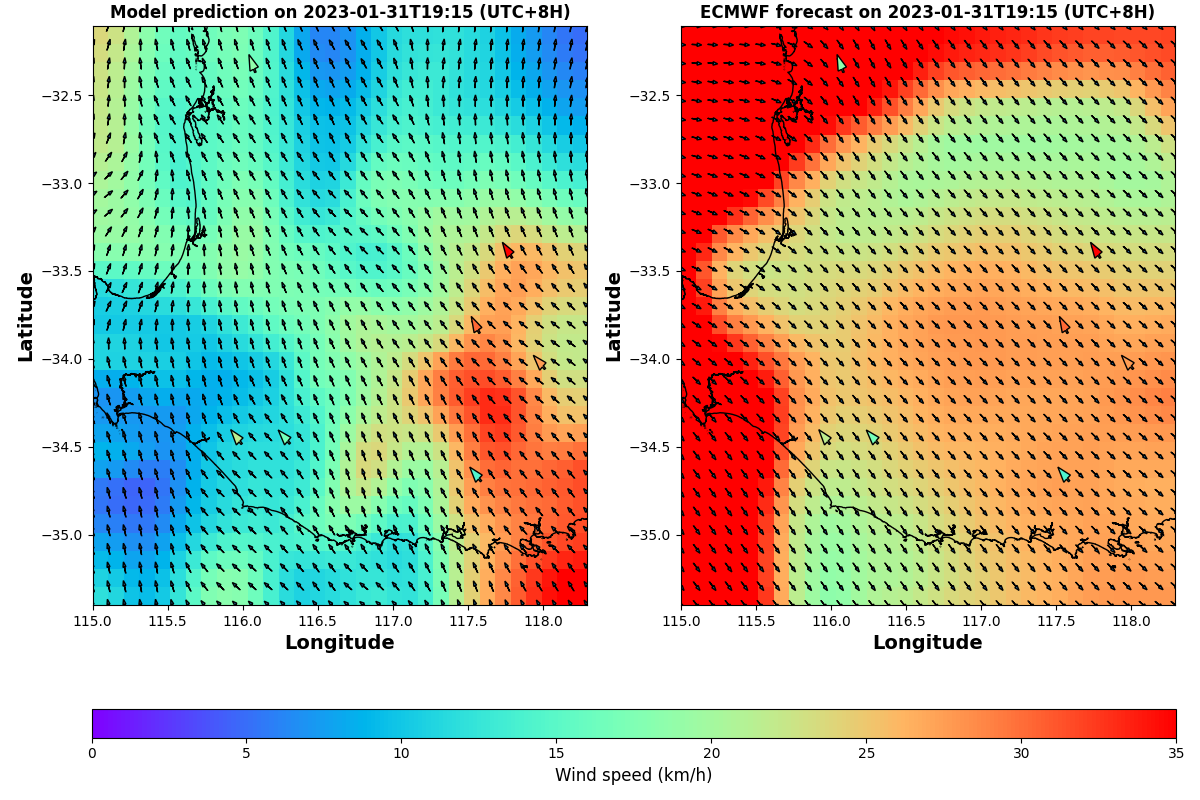 Model prediction on 2023-01-31T19:15 (UTC+8H)
ECMWF forecast on 2023-01-31T19:15 (UTC+8H)
Latitude
−32.5
−33.0
−33.5
−34.0
−34.5
−35.0
115.0 115.5 116.0 116.5 117.0 117.5 118.0
Longitude
Latitude
−32.5
−33.0
−33.5
−34.0
−34.5
−35.0
115.0 115.5 116.0 116.5 117.0 117.5 118.0
Longitude
0 5 10 15 20 25 30 35
Wind speed (km/h)